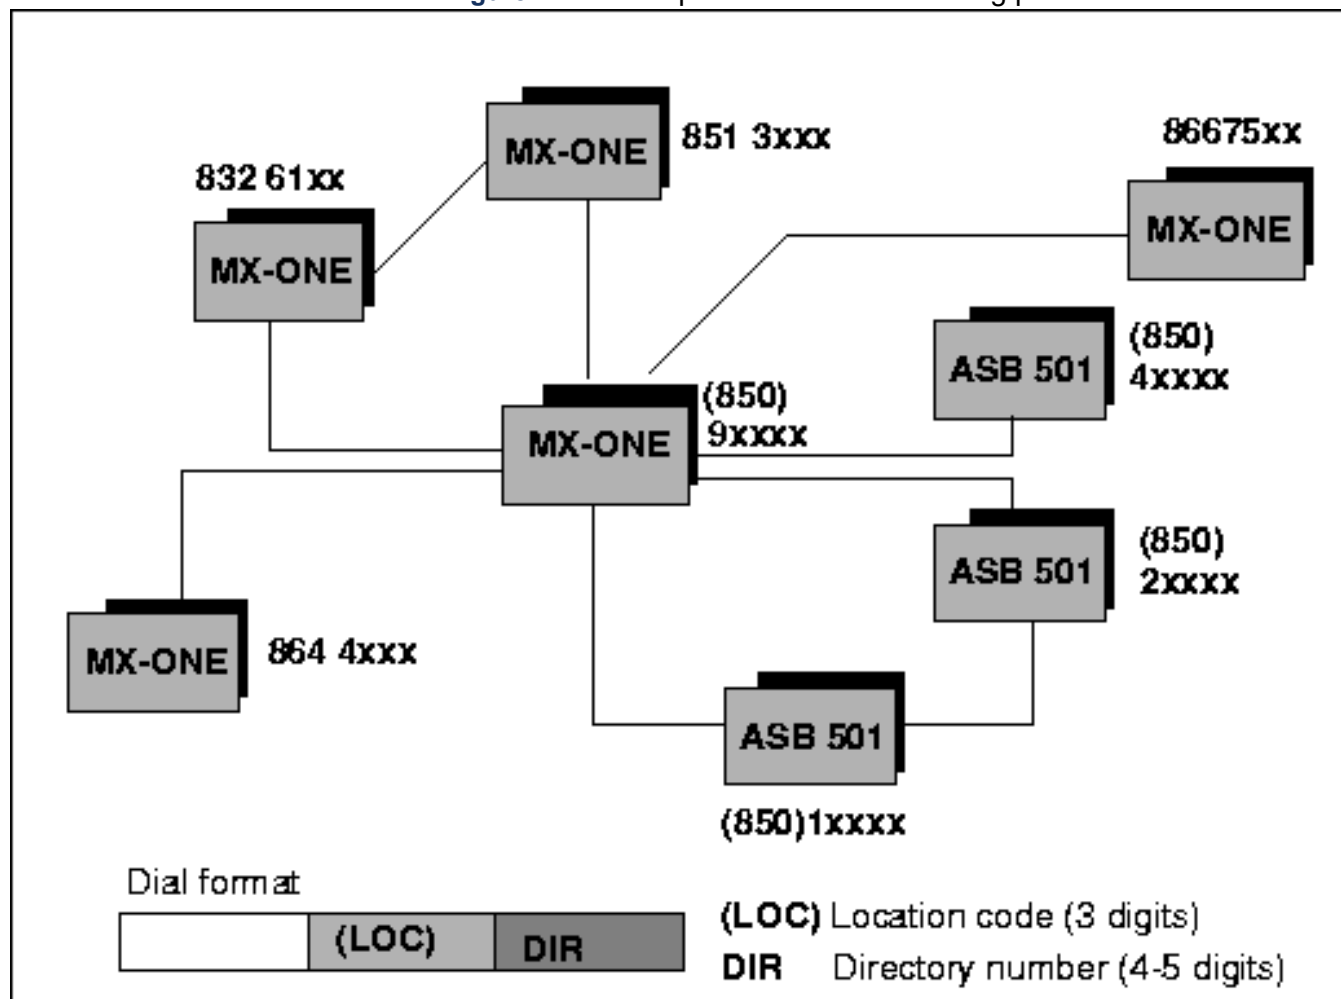 MX-ONE
851 3xxx
86675xx
832 61xx
MX-ONE
MX-ONE
(850)
4xxxx
ASB 501
(850)
9xxxx
MX-ONE
(850)
2xxxx
ASB 501
MX-ONE
864 4xxx
ASB 501
(850)1xxxx
Dial format
(LOC)
DIR
(LOC) Location code (3 digits)
DIR Directory number (4-5 digits)